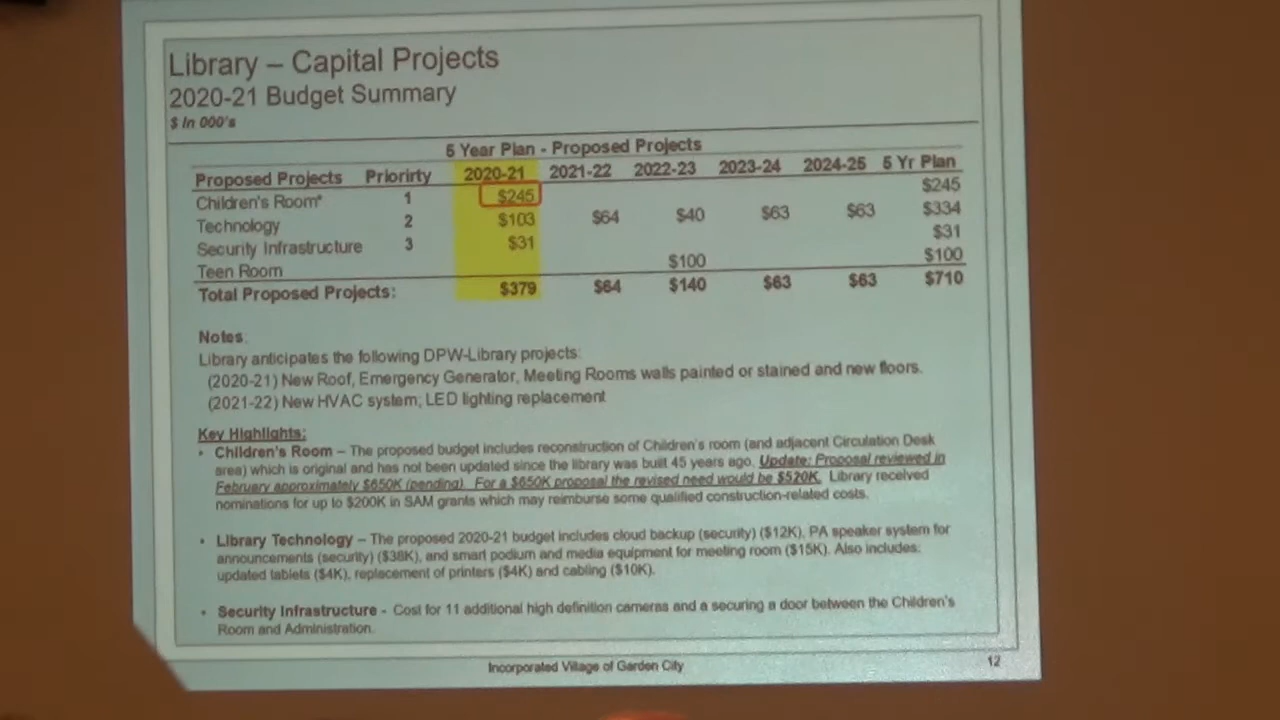 Library – Capital Projects
2020-21 Budget Summary
$ In 000's
5 Year Plan - Proposed Projects
Proposed Projects Priorirty 2020-21 2021-22 2022-23 2023-24 2024-25 5 Yr Plan
Children's Room* 1 $245 $245
Technology 2 $103 $64 $40 $63 $63 $334
Security Infrastructure 3 $31 $31
Teen Room $100 $100
Total Proposed Projects: $379 $64 $140 $63 $63 $710
Notes:
Library anticipates the following DPW-Library projects:
(2020-21) New Roof, Emergency Generator, Meeting Rooms walls painted or stained and new floors.
(2021-22) New HVAC system; LED lighting replacement
Key Highlights:
• Children's Room – The proposed budget includes reconstruction of Children's room (and adjacent Circulation Desk
area) which is original and has not been updated since the library was built 45 years ago. Update: Proposal reviewed in
February approximately $650K (pending). For a $650K proposal the revised need would be $520K. Library received
nominations for up to $200K in SAM grants which may reimburse some qualified construction-related costs.
• Library Technology – The proposed 2020-21 budget includes cloud backup (security) ($12K), PA speaker system for
announcements (security) ($38K), and smart podium and media equipment for meeting room ($15K). Also includes:
updated tablets ($4K), replacement of printers ($4K) and cabling ($10K).
• Security Infrastructure - Cost for 11 additional high definition cameras and a securing a door between the Children's
Room and Administration.
Incorporated Village of Garden City
12